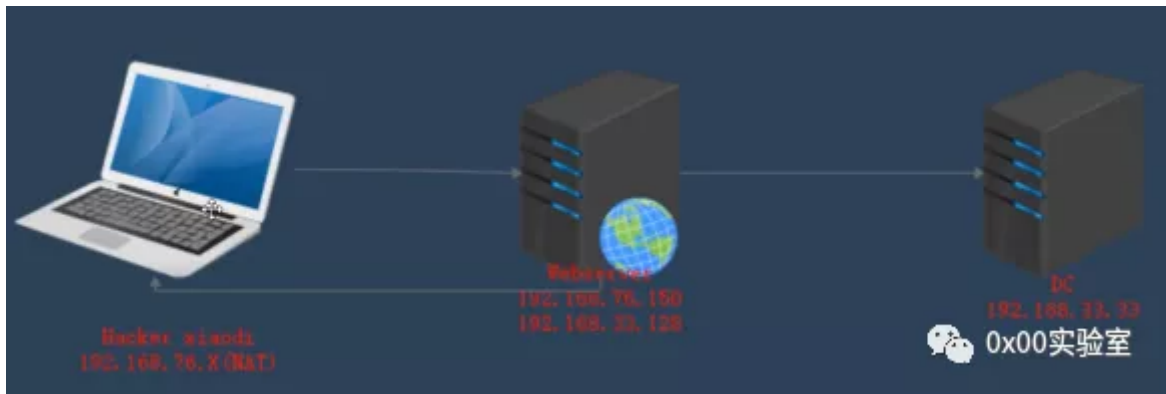 Webserver
192.168.76.150
192.168.33.128
DC
192.168.33.33
Hacker xiaodi
192.168.76.X(NAT)
0x00实验室